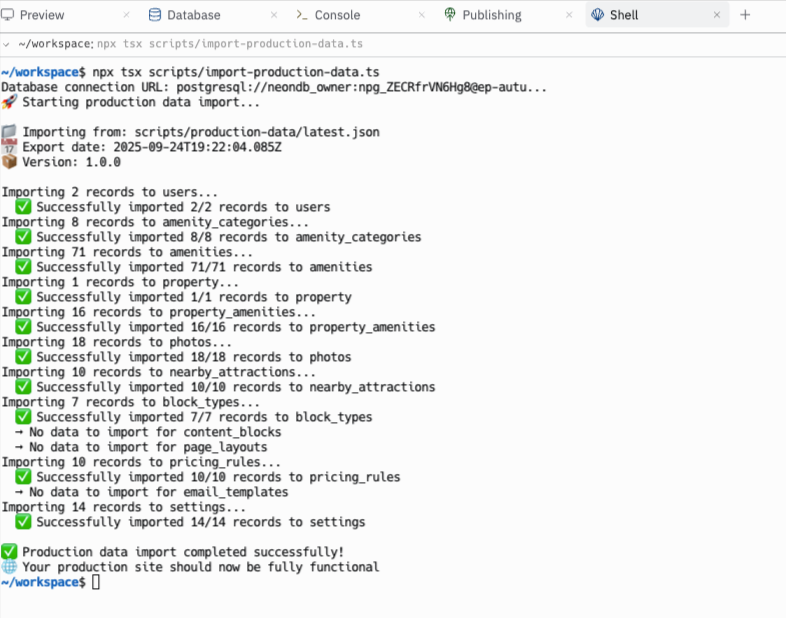 Preview × Database × Console × Publishing × Shell × +
~/workspace: npx tsx scripts/import-production-data.ts
~/workspace$ npx tsx scripts/import-production-data.ts
Database connection URL: postgresql://neondb_owner:npg_ZECRfrVN6Hg8@ep-autu...
🚀 Starting production data import...
📁 Importing from: scripts/production-data/latest.json
📅 Export date: 2025-09-24T19:22:04.085Z
📦 Version: 1.0.0
Importing 2 records to users...
✅ Successfully imported 2/2 records to users
Importing 8 records to amenity_categories...
✅ Successfully imported 8/8 records to amenity_categories
Importing 71 records to amenities...
✅ Successfully imported 71/71 records to amenities
Importing 1 records to property...
✅ Successfully imported 1/1 records to property
Importing 16 records to property_amenities...
✅ Successfully imported 16/16 records to property_amenities
Importing 18 records to photos...
✅ Successfully imported 18/18 records to photos
Importing 10 records to nearby_attractions...
✅ Successfully imported 10/10 records to nearby_attractions
Importing 7 records to block_types...
✅ Successfully imported 7/7 records to block_types
→ No data to import for content_blocks
→ No data to import for page_layouts
Importing 10 records to pricing_rules...
✅ Successfully imported 10/10 records to pricing_rules
→ No data to import for email_templates
Importing 14 records to settings...
✅ Successfully imported 14/14 records to settings
✅ Production data import completed successfully!
🌐 Your production site should now be fully functional
~/workspace$